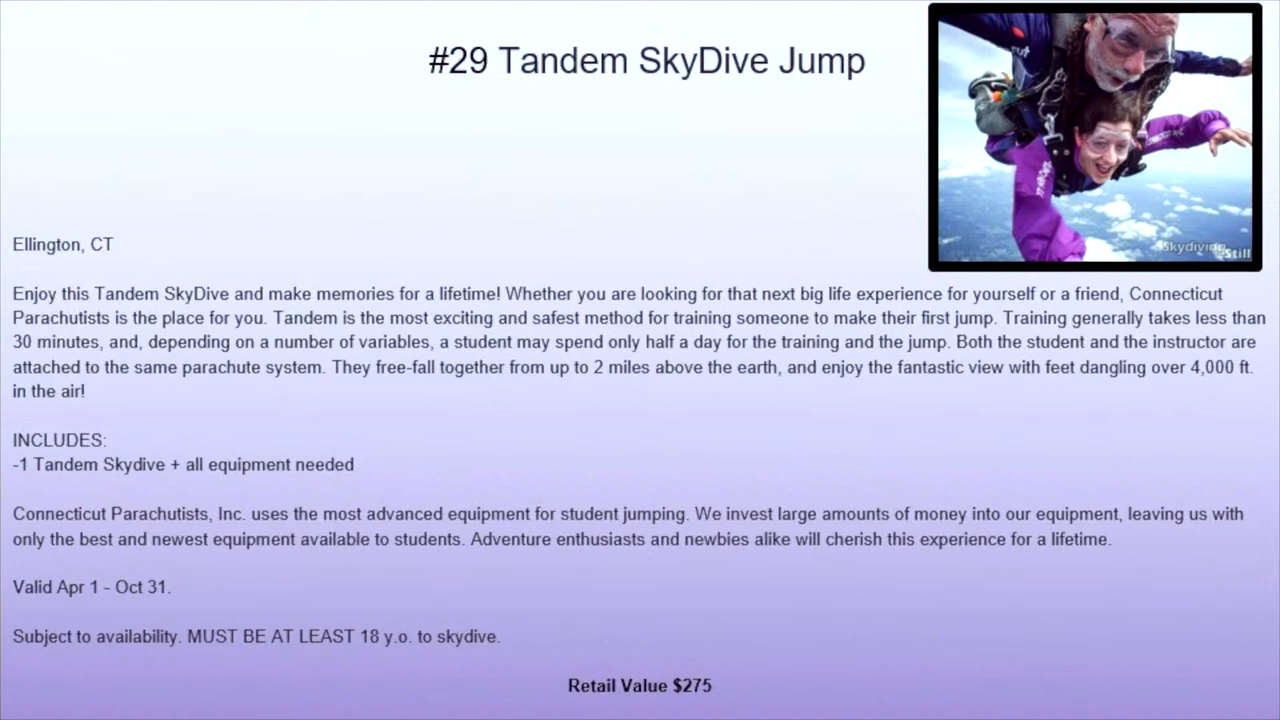 #29 Tandem SkyDive Jump
Skydiving
Still
Ellington, CT
Enjoy this Tandem SkyDive and make memories for a lifetime! Whether you are looking for that next big life experience for yourself or a friend, Connecticut
Parachutists is the place for you. Tandem is the most exciting and safest method for training someone to make their first jump. Training generally takes less than
30 minutes, and, depending on a number of variables, a student may spend only half a day for the training and the jump. Both the student and the instructor are
attached to the same parachute system. They free-fall together from up to 2 miles above the earth, and enjoy the fantastic view with feet dangling over 4,000 ft.
in the air!
INCLUDES:
-1 Tandem Skydive + all equipment needed
Connecticut Parachutists, Inc. uses the most advanced equipment for student jumping. We invest large amounts of money into our equipment, leaving us with
only the best and newest equipment available to students. Adventure enthusiasts and newbies alike will cherish this experience for a lifetime.
Valid Apr 1 - Oct 31.
Subject to availability. MUST BE AT LEAST 18 y.o. to skydive.
Retail Value $275